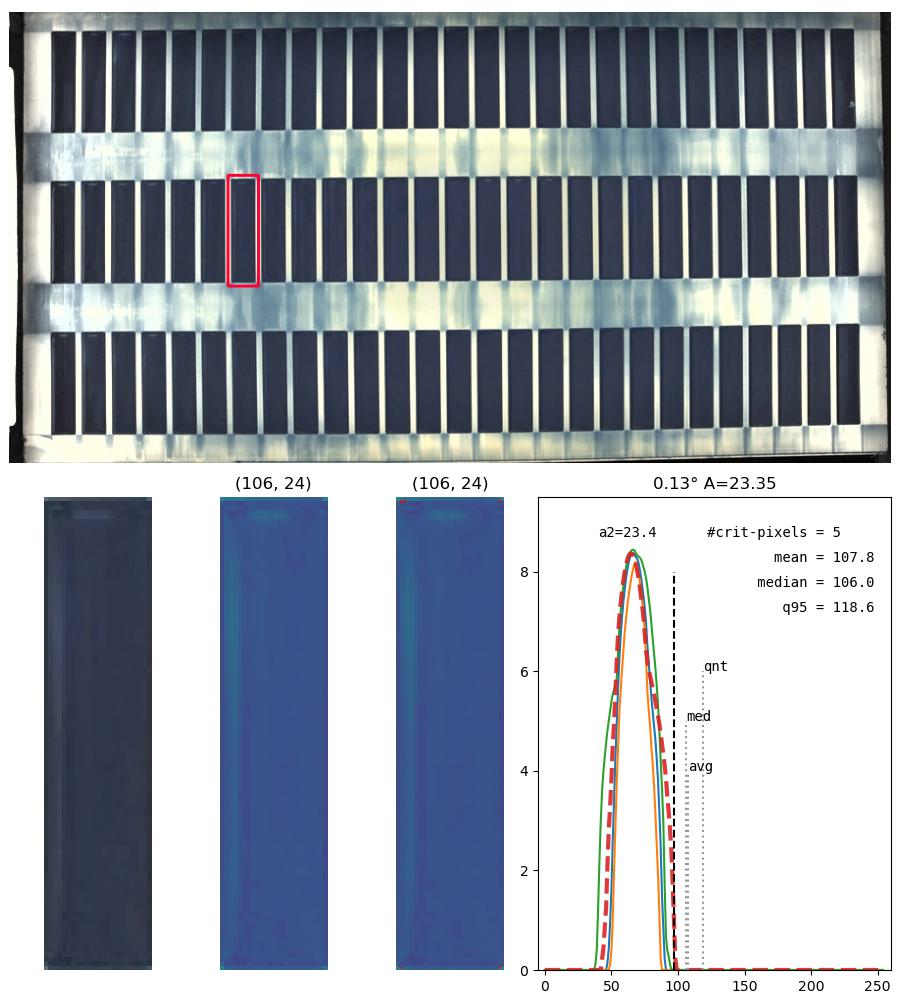 (106, 24)
(106, 24)
0.13° A=23.35
a2=23.4
#crit-pixels = 5
mean = 107.8
median = 106.0
q95 = 118.6
qnt
med
avg
8
6
4
2
0
0 50 100 150 200 250